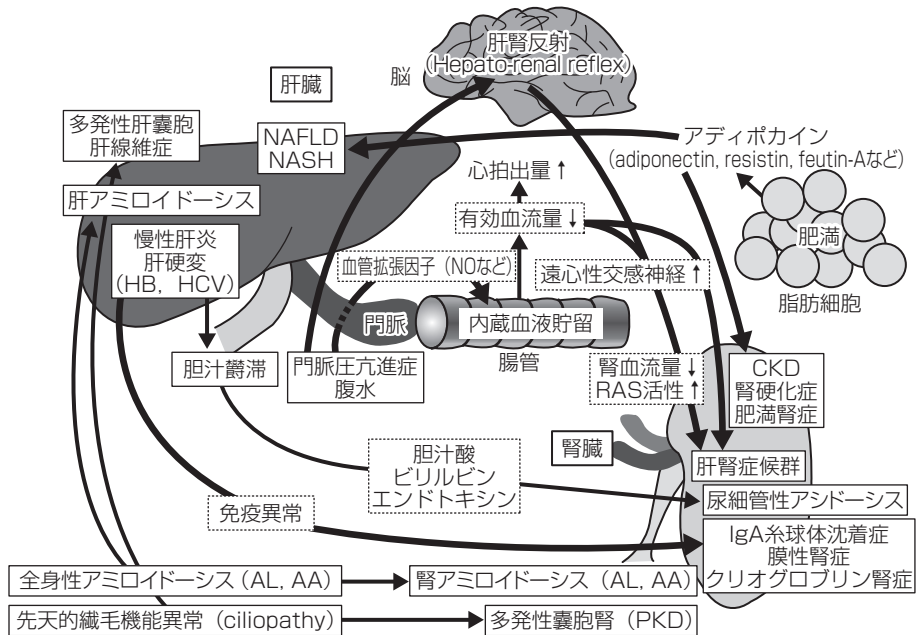 肝腎反射
(Hepato-renal reflex)
脳
肝臓
多発性肝嚢胞
肝線維症
NAFLD
NASH
アディポカイン
(adiponectin, resistin, feutin-Aなど)
心拍出量↑
肝アミロイドーシス
有効血流量↓
肥満
慢性肝炎
肝硬変
(HB, HCV)
血管拡張因子（NOなど）
遠心性交感神経↑
脂肪細胞
門脈
内蔵血液貯留
腸管
胆汁欝滞
門脈圧亢進症
腹水
腎血流量↓
RAS活性↑
CKD
腎硬化症
肥満腎症
腎臓
胆汁酸
ビリルビン
エンドトキシン
肝腎症候群
尿細管性アシドーシス
免疫異常
IgA糸球体沈着症
膜性腎症
クリオグロブリン腎症
全身性アミロイドーシス（AL, AA）
腎アミロイドーシス（AL, AA）
先天的繊毛機能異常（ciliopathy）
多発性嚢胞腎（PKD）